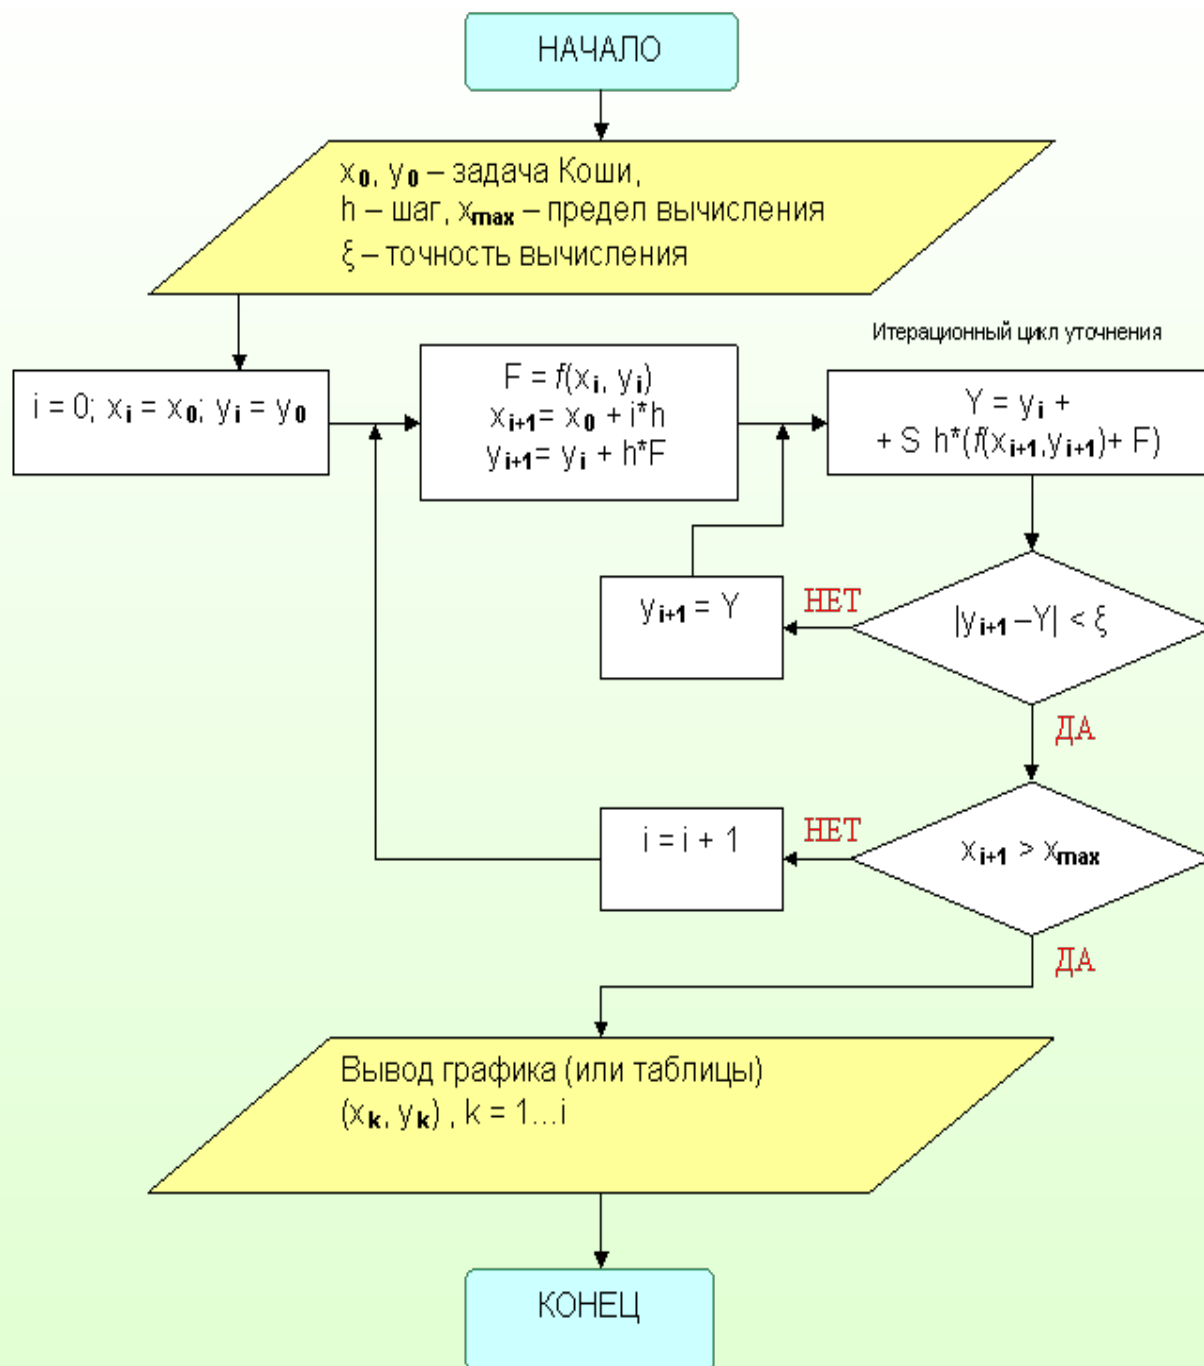 НАЧАЛО
x0, y0 – задача Коши,
h – шаг, xmax – предел вычисления
ξ – точность вычисления
Итерационный цикл уточнения
i = 0; xi = x0; yi = y0
F = f(xi, yi)
xi+1= x0 + i*h
yi+1= yi + h*F
Y = yi +
+ S h*(f(xi+1,yi+1)+ F)
yi+1 = Y
НЕТ
|yi+1 –Y| < ξ
ДА
i = i + 1
НЕТ
xi+1 > xmax
ДА
Вывод графика (или таблицы)
(xk, yk) , k = 1...i
КОНЕЦ